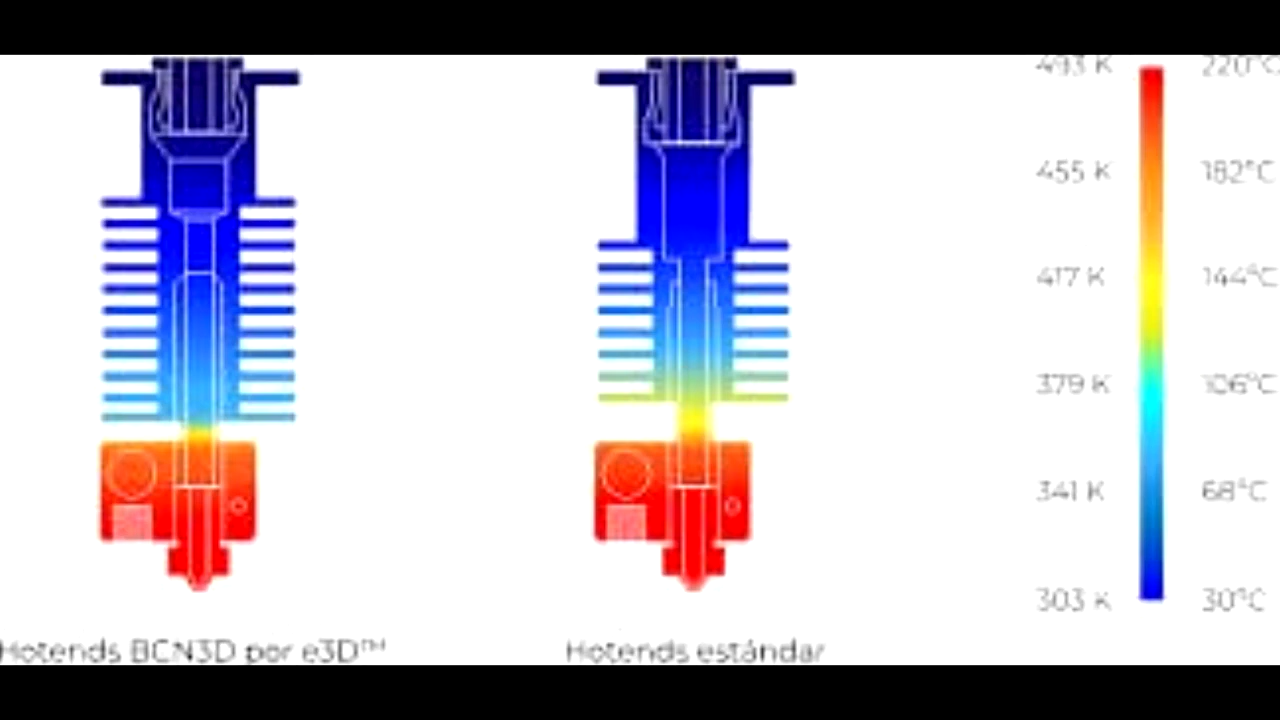 493 K 220°C
455 K 182°C
417 K 144°C
379 K 106°C
341 K 68°C
303 K 30°C
Hotends BCN3D por e3D™ Hotends estándar